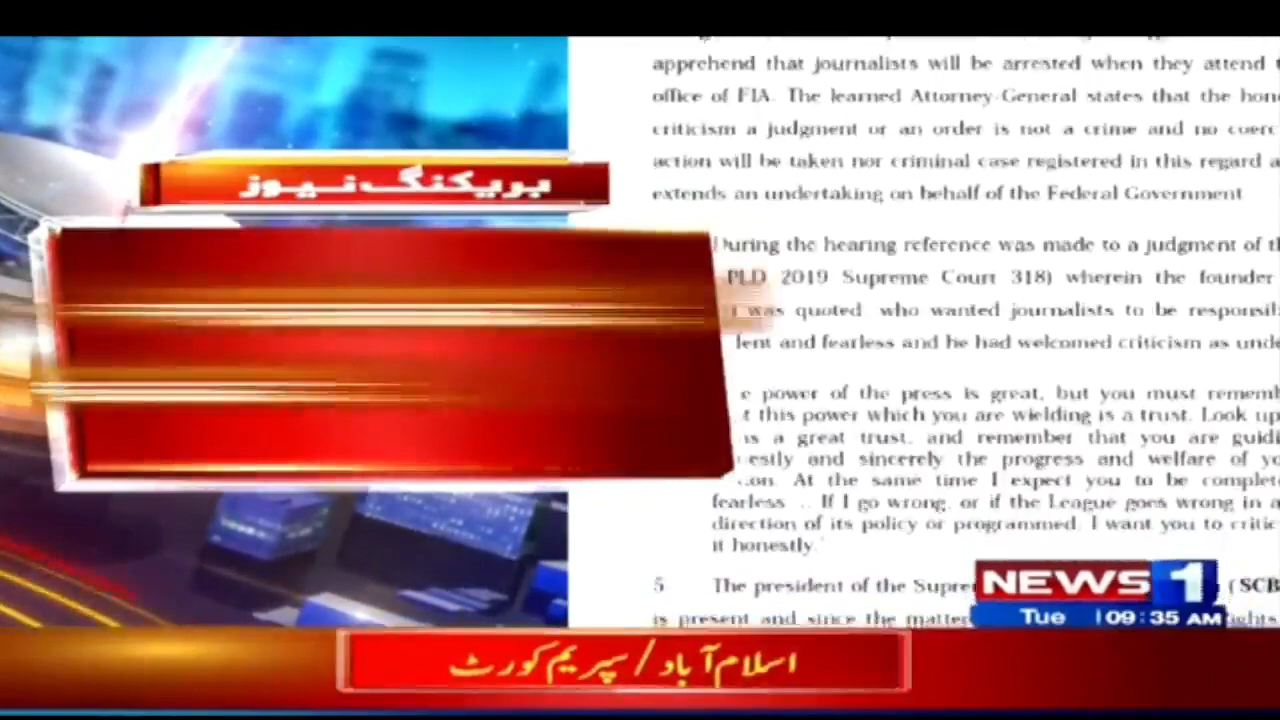 apprehend that journalists will be arrested when they attend
office of FIA. The learned Attorney-General states that the
criticism a judgment or an order is not a crime and no
action will be taken nor criminal case registered in this regard
extends an undertaking on behalf of the Federal Government
بریکنگ نیوز
During the hearing reference was made to a judgment of
PLD 2019 Supreme Court 318) wherein the founder
was quoted, who wanted journalists to be
and fearless and he had welcomed criticism as
power of the press is great, but you must
this power which you are wielding is a trust. Look
is a great trust, and remember that you are
and sincerely the progress and welfare of
At the same time I expect you to be
fearless ... If I go wrong, or if the League goes wrong in
direction of its policy or programmed, I want you to
it honestly.'
5 The president of the
is present and since the
NEWS 1
Tue 09:35 AM
اسلام آباد / سپریم کورٹ